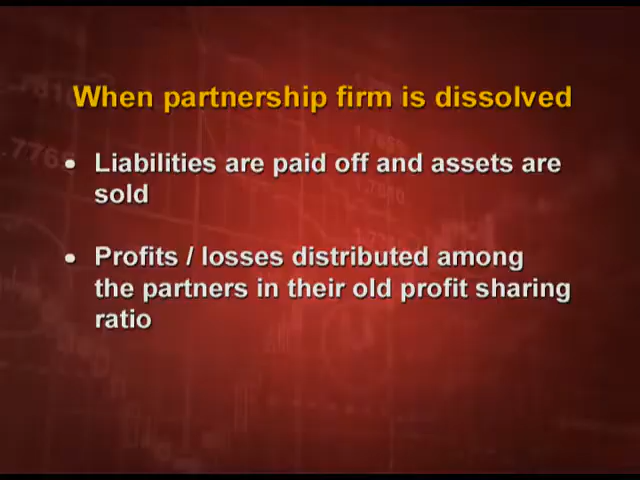 When partnership firm is dissolved
• Liabilities are paid off and assets are
sold
• Profits / losses distributed among
the partners in their old profit sharing
ratio